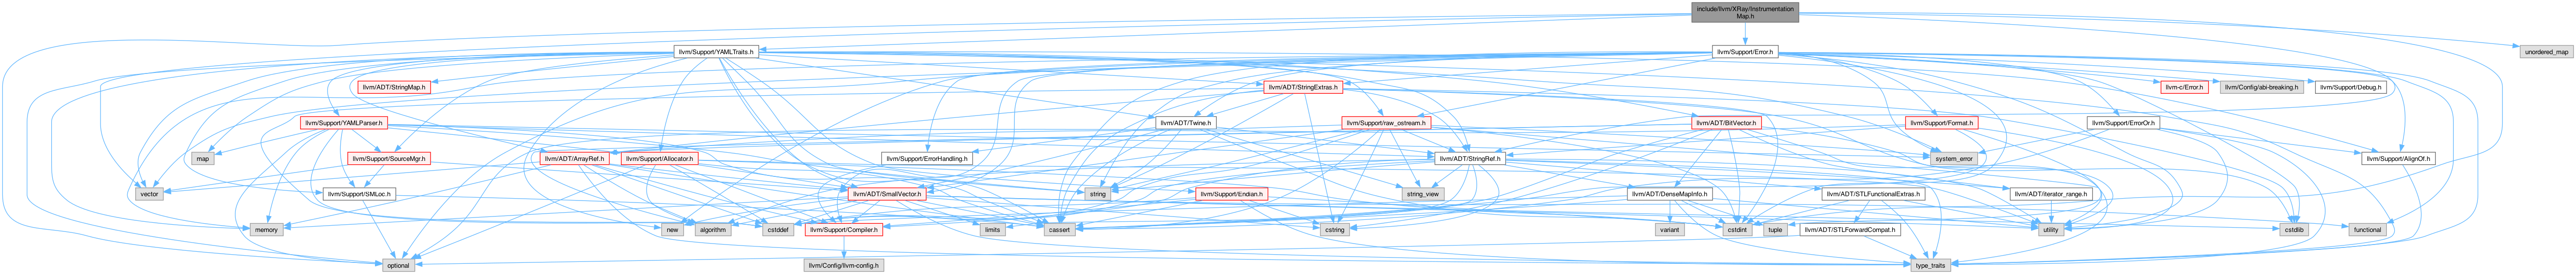 include/llvm/XRay/Instrumentation
Map.h
llvm/Support/YAMLTraits.h
llvm/Support/Error.h
unordered_map
llvm/ADT/StringMap.h
llvm/ADT/StringExtras.h
llvm-c/Error.h
llvm/Config/abi-breaking.h
llvm/Support/Debug.h
llvm/Support/YAMLParser.h
llvm/ADT/Twine.h
llvm/Support/raw_ostream.h
llvm/ADT/BitVector.h
llvm/Support/Format.h
llvm/Support/ErrorOr.h
map
llvm/Support/SourceMgr.h
llvm/ADT/ArrayRef.h
llvm/Support/Allocator.h
llvm/Support/ErrorHandling.h
llvm/ADT/StringRef.h
system_error
llvm/Support/AlignOf.h
vector
llvm/Support/SMLoc.h
string
llvm/ADT/SmallVector.h
llvm/Support/Endian.h
string_view
llvm/ADT/DenseMapInfo.h
llvm/ADT/STLFunctionalExtras.h
llvm/ADT/iterator_range.h
memory
new
algorithm
cstddef
llvm/Support/Compiler.h
limits
cassert
cstring
variant
cstdint
tuple
llvm/ADT/STLForwardCompat.h
utility
cstdlib
functional
optional
llvm/Config/llvm-config.h
type_traits